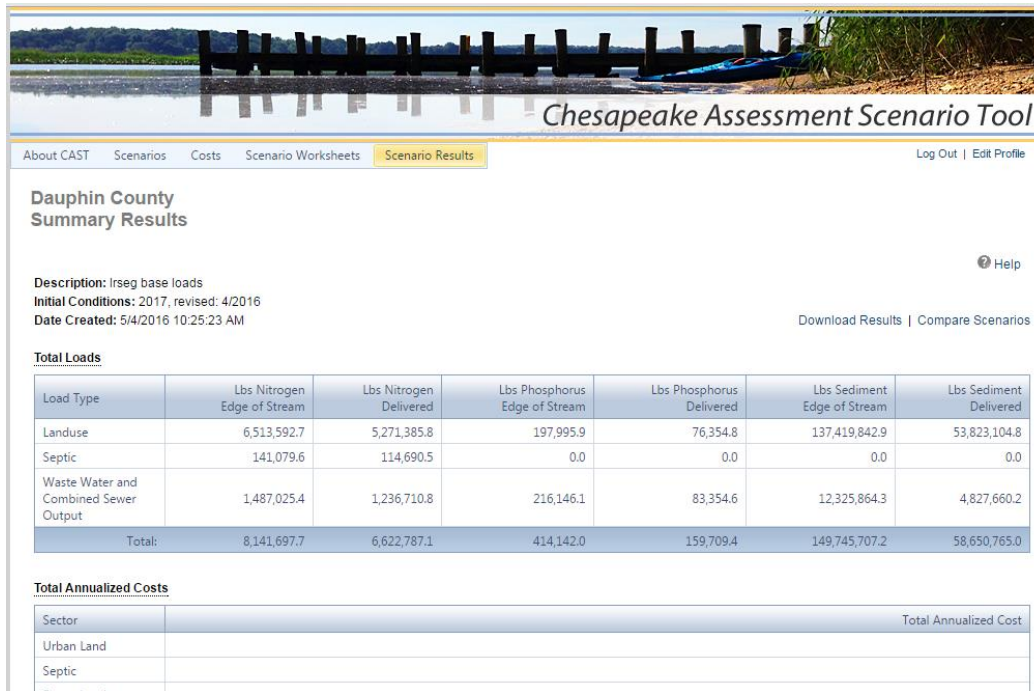 Chesapeake Assessment Scenario Tool
About CAST Scenarios Costs Scenario Worksheets Scenario Results Log Out | Edit Profile
Dauphin County
Summary Results
Help
Description: lrseg base loads
Initial Conditions: 2017, revised: 4/2016
Date Created: 5/4/2016 10:25:23 AM
Download Results | Compare Scenarios
Total Loads
Load Type Lbs Nitrogen Edge of Stream Lbs Nitrogen Delivered Lbs Phosphorus Edge of Stream Lbs Phosphorus Delivered Lbs Sediment Edge of Stream Lbs Sediment Delivered
Landuse 6,513,592.7 5,271,385.8 197,995.9 76,354.8 137,419,842.9 53,823,104.8
Septic 141,079.6 114,690.5 0.0 0.0 0.0 0.0
Waste Water and
Combined Sewer
Output
1,487,025.4 1,236,710.8 216,146.1 83,354.6 12,325,864.3 4,827,660.2
Total: 8,141,697.7 6,622,787.1 414,142.0 159,709.4 149,745,707.2 58,650,765.0
Total Annualized Costs
Sector Total Annualized Cost
Urban Land
Septic